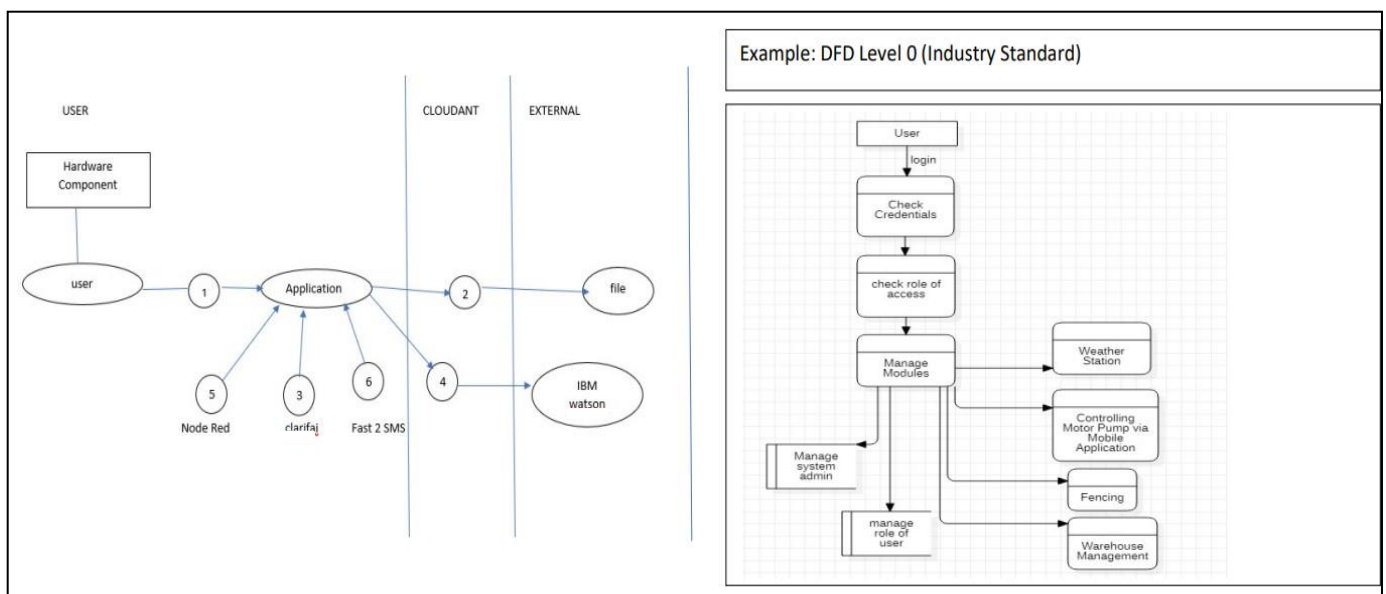 USER
CLOUDANT
EXTERNAL
Hardware
Component
user
1
Application
2
file
5
3
6
4
IBM
watson
Node Red
clarifai
Fast 2 SMS
Example: DFD Level 0 (Industry Standard)
User
login
Check
Credentials
check role of
access
Manage
Modules
Weather
Station
Controlling
Motor Pump via
Mobile
Application
Manage
system
admin
Fencing
manage
role of
user
Warehouse
Management